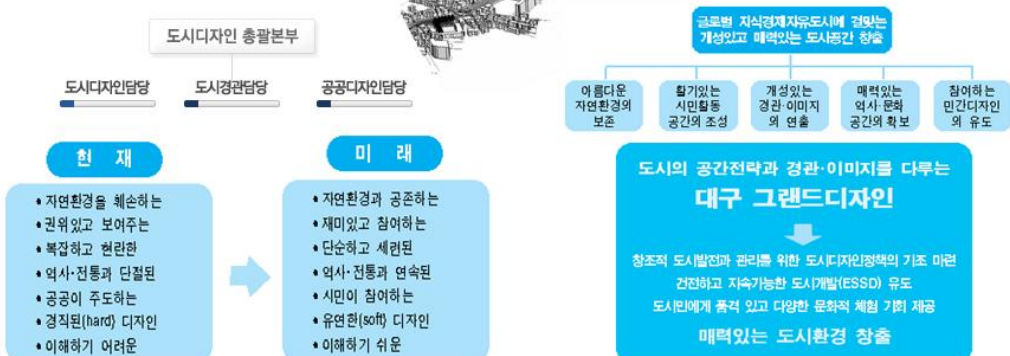 도시디자인 총괄본부
도시디자인담당
도시경관담당
공공디자인담당
현 재
• 자연환경을 훼손하는
• 권위있고 보여주는
• 복잡하고 현란한
• 역사·전통과 단절된
• 공공이 주도하는
• 경직된(hard) 디자인
• 이해하기 어려운
미 래
• 자연환경과 공존하는
• 재미있고 참여하는
• 단순하고 세련된
• 역사·전통과 연속된
• 시민이 참여하는
• 유연한(soft) 디자인
• 이해하기 쉬운
글로벌 지식경제자유도시에 걸맞는
개성있고 매력있는 도시공간 창출
아름다운
자연환경의
보존
활기있는
시민활동
공간의 조성
개성있는
경관·이미지
의 연출
매력있는
역사·문화
공간의 확보
참여하는
민간디자인
의 유도
도시의 공간전략과 경관·이미지를 다루는
대구 그랜드디자인
창조적 도시발전과 관리를 위한 도시디자인정책의 기조 마련
건전하고 지속가능한 도시개발(ESSD) 유도
도시민에게 품격 있고 다양한 문화적 체험 기회 제공
매력있는 도시환경 창출